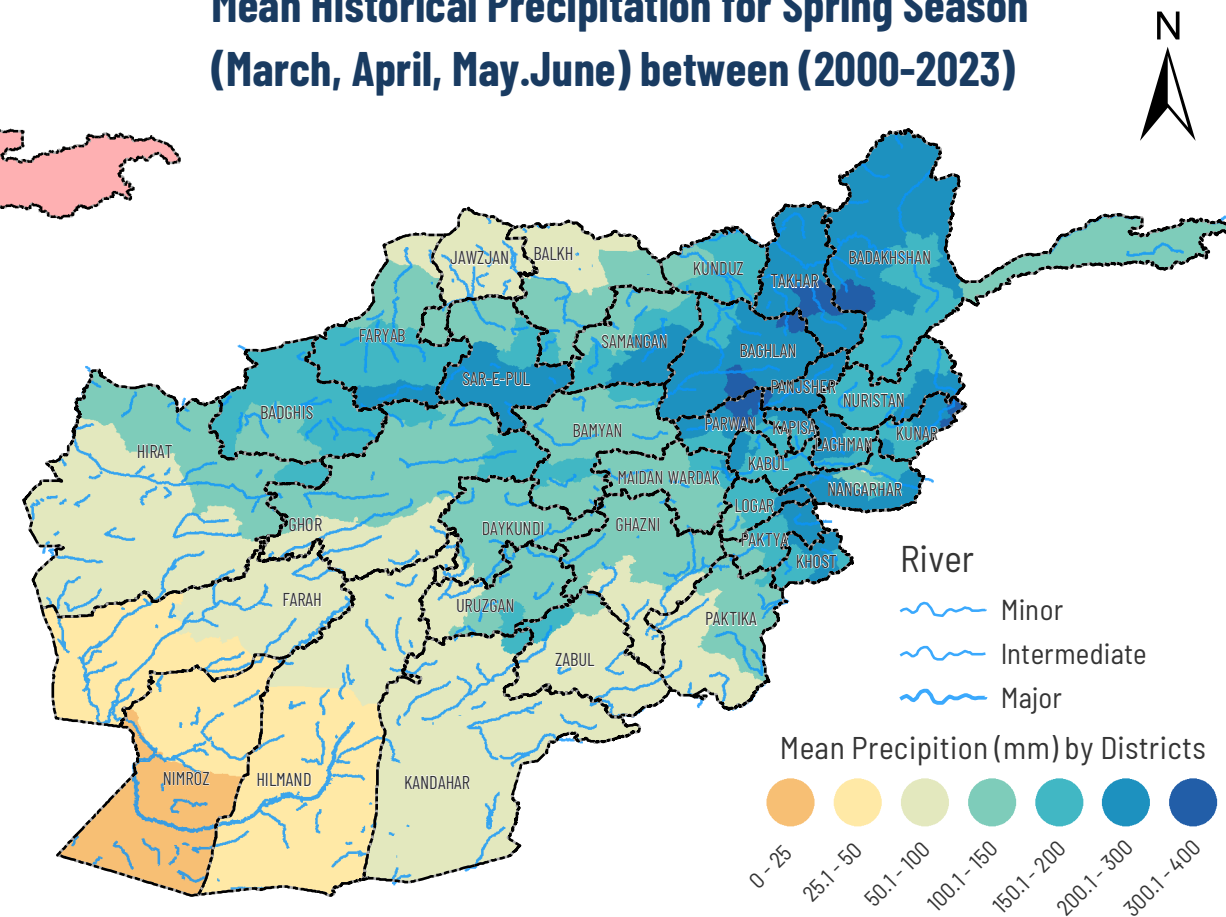 Mean Historical Precipitation for Spring Season
(March, April, May.June) between (2000-2023)
N
JAWZJAN
BALKH
KUNDUZ
TAKHAR
BADAKHSHAN
FARYAB
SAMANGAN
BAGHLAN
SAR-E-PUL
PANJSHER
BADGHIS
NURISTAN
HIRAT
BAMYAN
PARWAN
KAPISA
KUNAR
LAGHMAN
KABUL
MAIDAN WARDAK
NANGARHAR
LOGAR
GHOR
DAYKUNDI
GHAZNI
PAKTYA
KHOST
FARAH
URUZGAN
PAKTIKA
ZABUL
NIMROZ
HILMAND
KANDAHAR
River
Minor
Intermediate
Major
Mean Precipition (mm) by Districts
0 - 25
25.1 - 50
50.1 - 100
100.1 - 150
150.1 - 200
200.1 - 300
300.1 - 400